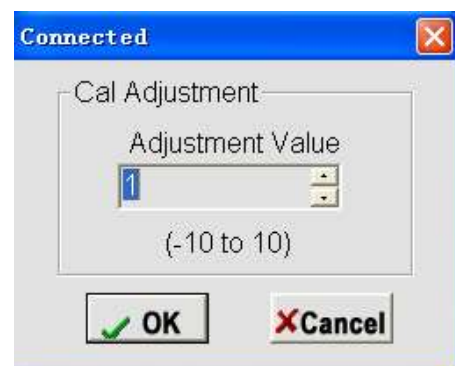 Connected
Cal Adjustment
Adjustment Value
1
(-10 to 10)
OK
Cancel